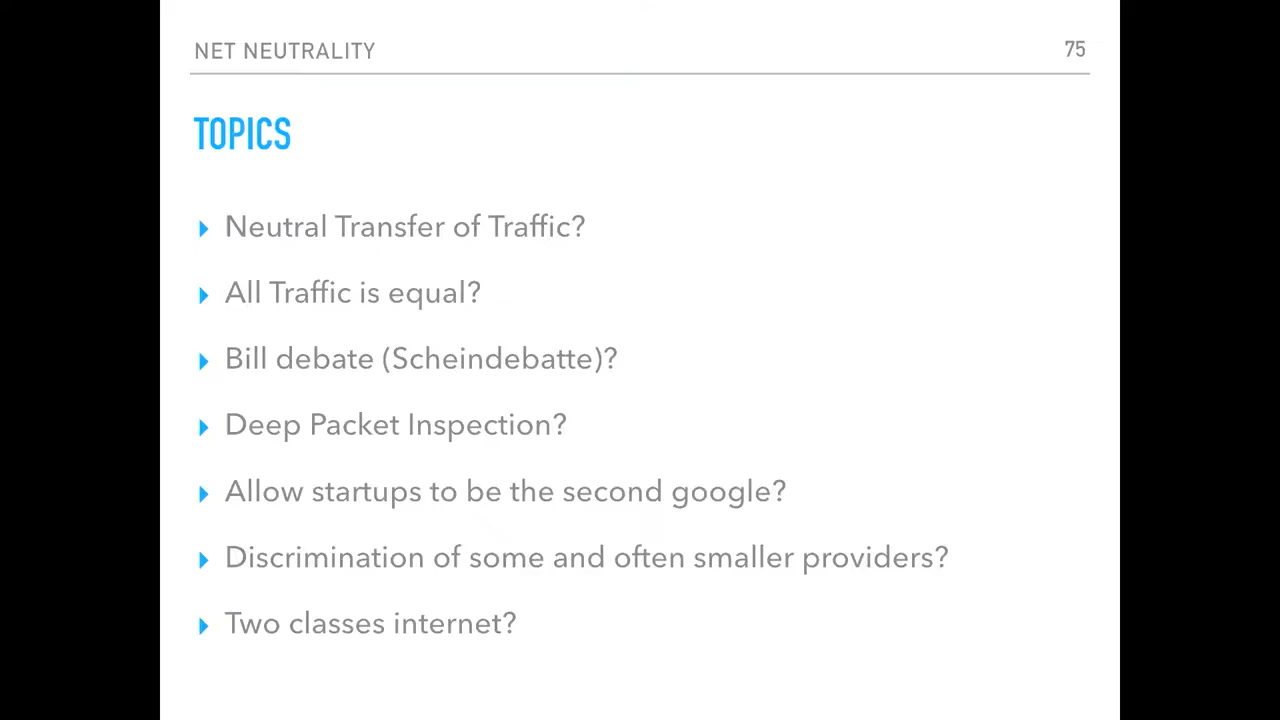 NET NEUTRALITY 75
TOPICS
Neutral Transfer of Traffic?
All Traffic is equal?
Bill debate (Scheindebatte)?
Deep Packet Inspection?
Allow startups to be the second google?
Discrimination of some and often smaller providers?
Two classes internet?